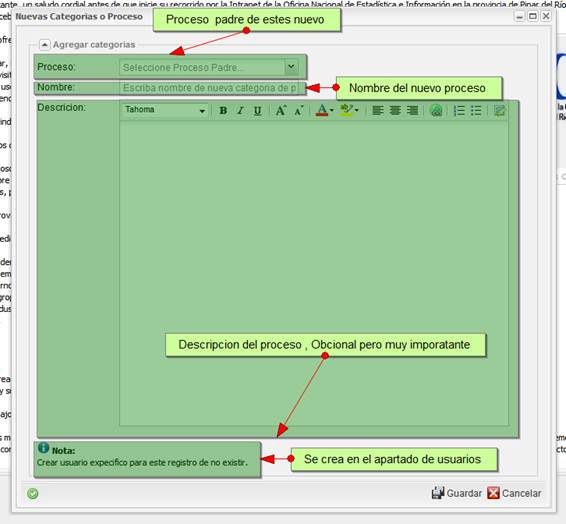 ante, un saludo cordial antes de que inicie su recorrido por la Intranet de la Oficina Nacional de Estadística e Información en la provincia de Pinar del Río
Nuevas Categorias o Proceso
Proceso padre de estes nuevo
Agregar categorias
Proceso:
Seleccione Proceso Padre...
Nombre:
Escriba nombre de nueva categoria de p
Nombre del nuevo proceso
Descricion:
Tahoma
B I U A A A
Descripcion del proceso , Obcional pero muy imporatante
Nota:
Crear usuario expecifico para este registro de no existir.
Se crea en el apartado de usuarios
Guardar
Cancelar